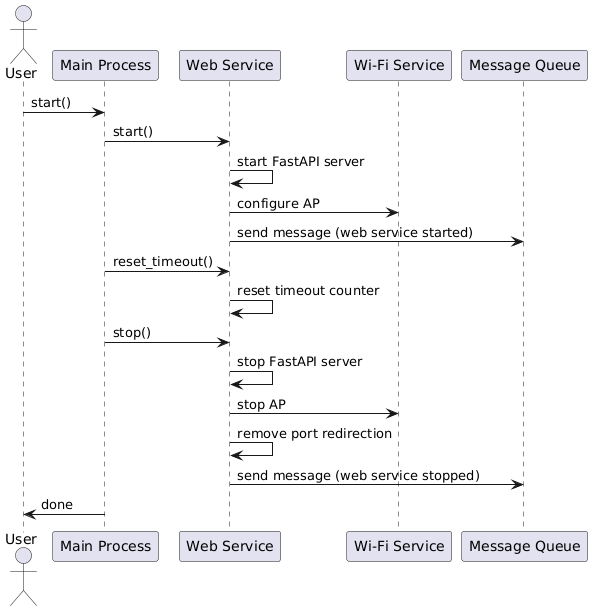 User
Main Process
Web Service
Wi-Fi Service
Message Queue
start()
start()
start FastAPI server
configure AP
send message (web service started)
reset_timeout()
reset timeout counter
stop()
stop FastAPI server
stop AP
remove port redirection
send message (web service stopped)
done
User
Main Process
Web Service
Wi-Fi Service
Message Queue